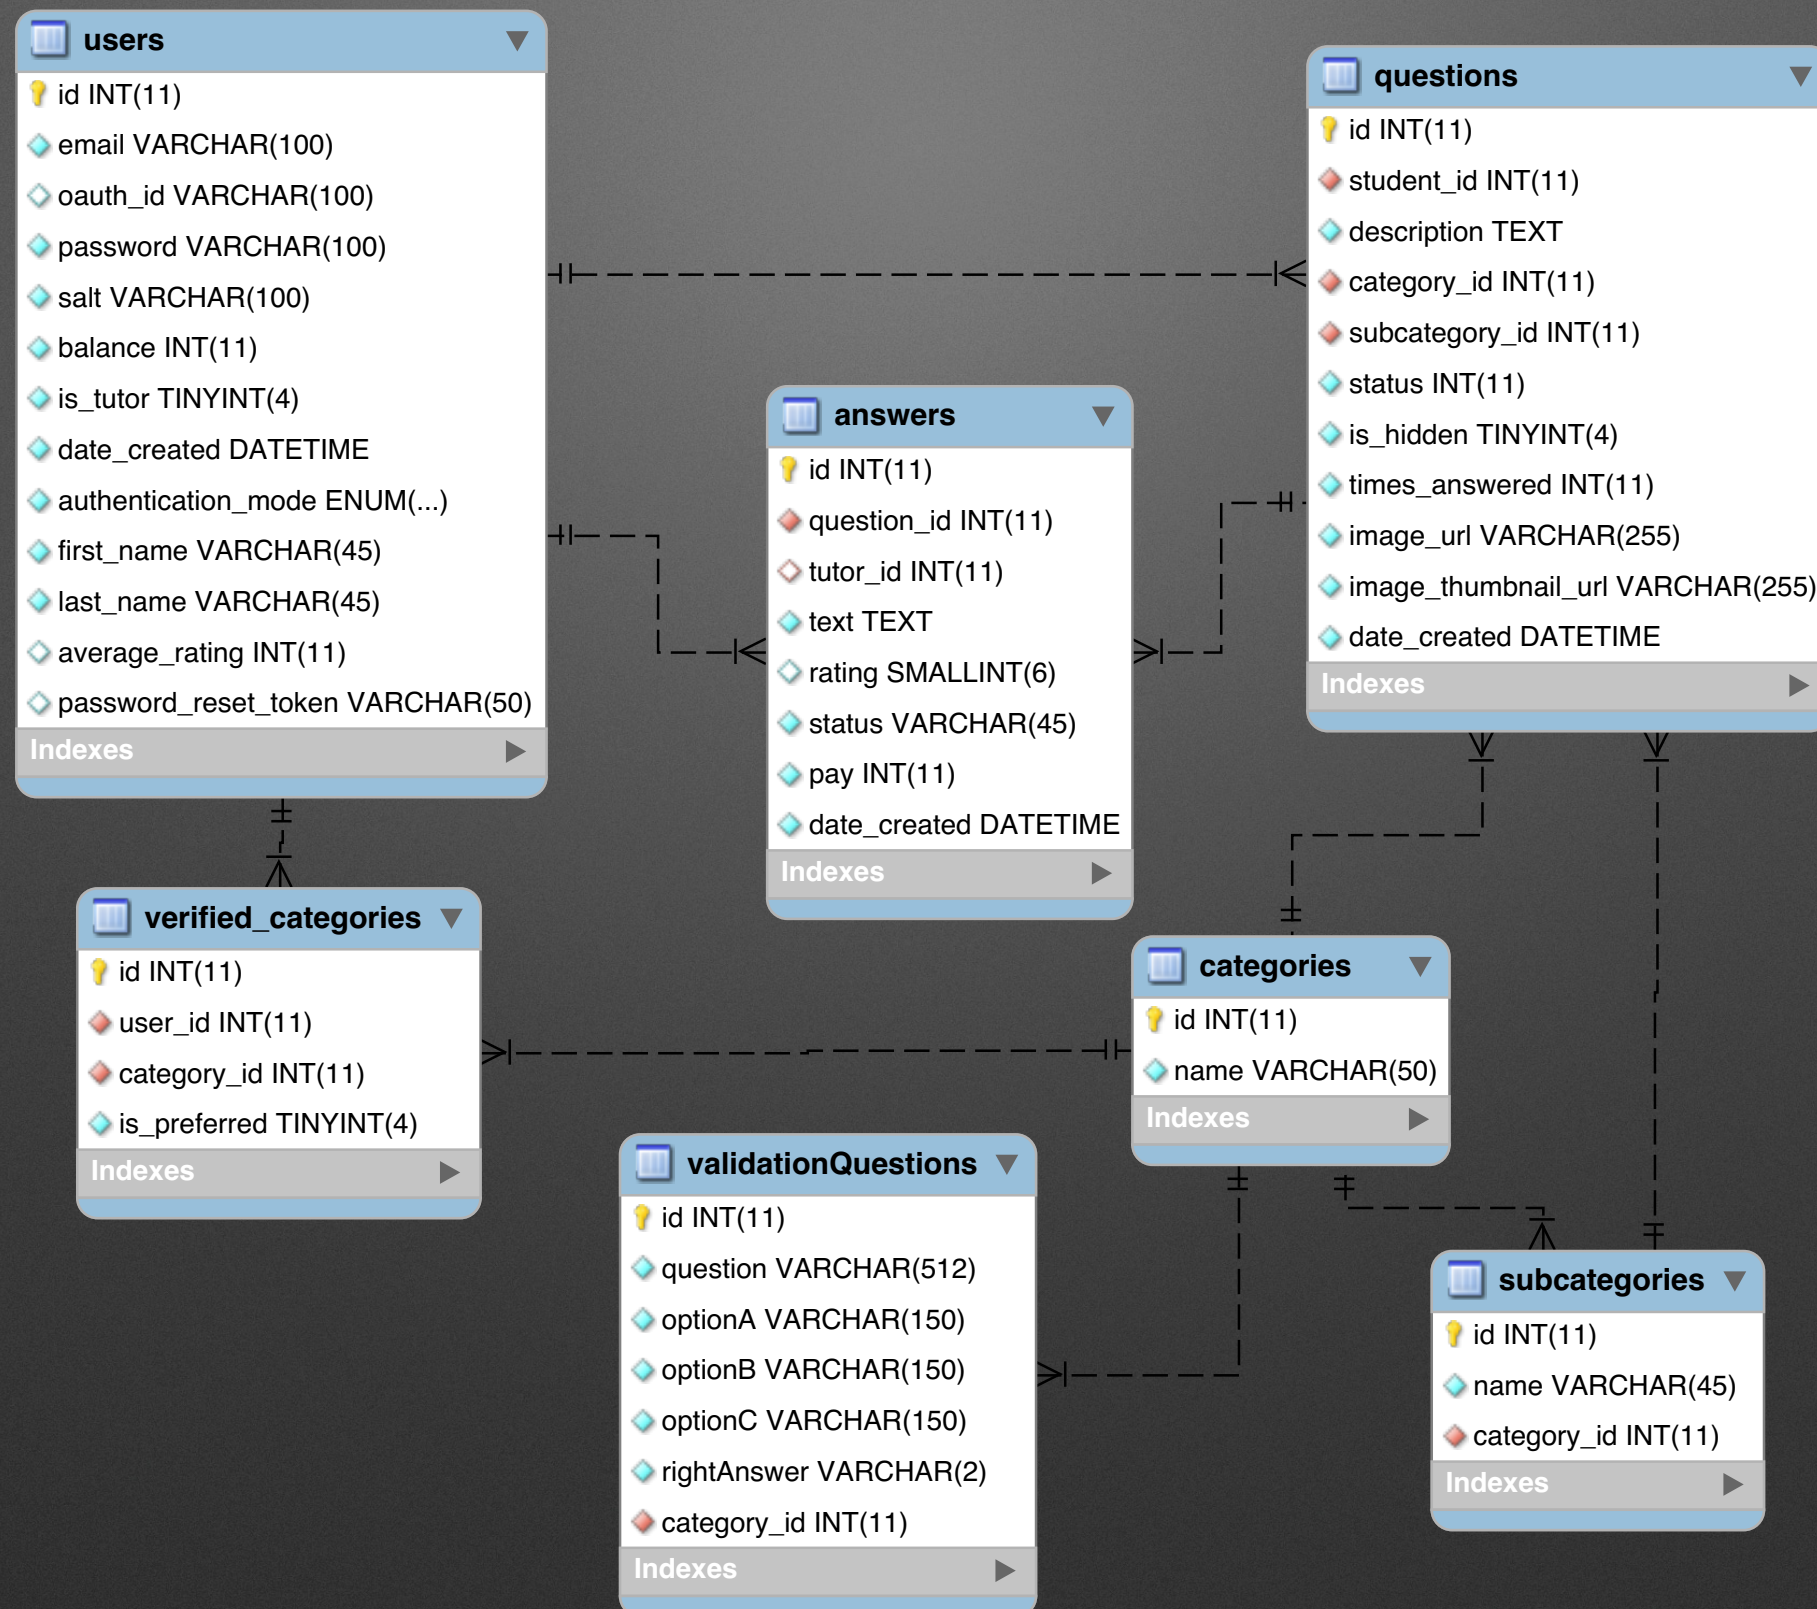 users
id INT(11)
email VARCHAR(100)
oauth_id VARCHAR(100)
password VARCHAR(100)
salt VARCHAR(100)
balance INT(11)
is_tutor TINYINT(4)
date_created DATETIME
authentication_mode ENUM(...)
first_name VARCHAR(45)
last_name VARCHAR(45)
average_rating INT(11)
password_reset_token VARCHAR(50)
Indexes
questions
id INT(11)
student_id INT(11)
description TEXT
category_id INT(11)
subcategory_id INT(11)
status INT(11)
is_hidden TINYINT(4)
times_answered INT(11)
image_url VARCHAR(255)
image_thumbnail_url VARCHAR(255)
date_created DATETIME
Indexes
answers
id INT(11)
question_id INT(11)
tutor_id INT(11)
text TEXT
rating SMALLINT(6)
status VARCHAR(45)
pay INT(11)
date_created DATETIME
Indexes
verified_categories
id INT(11)
user_id INT(11)
category_id INT(11)
is_preferred TINYINT(4)
Indexes
categories
id INT(11)
name VARCHAR(50)
Indexes
validationQuestions
id INT(11)
question VARCHAR(512)
optionA VARCHAR(150)
optionB VARCHAR(150)
optionC VARCHAR(150)
rightAnswer VARCHAR(2)
category_id INT(11)
Indexes
subcategories
id INT(11)
name VARCHAR(45)
category_id INT(11)
Indexes